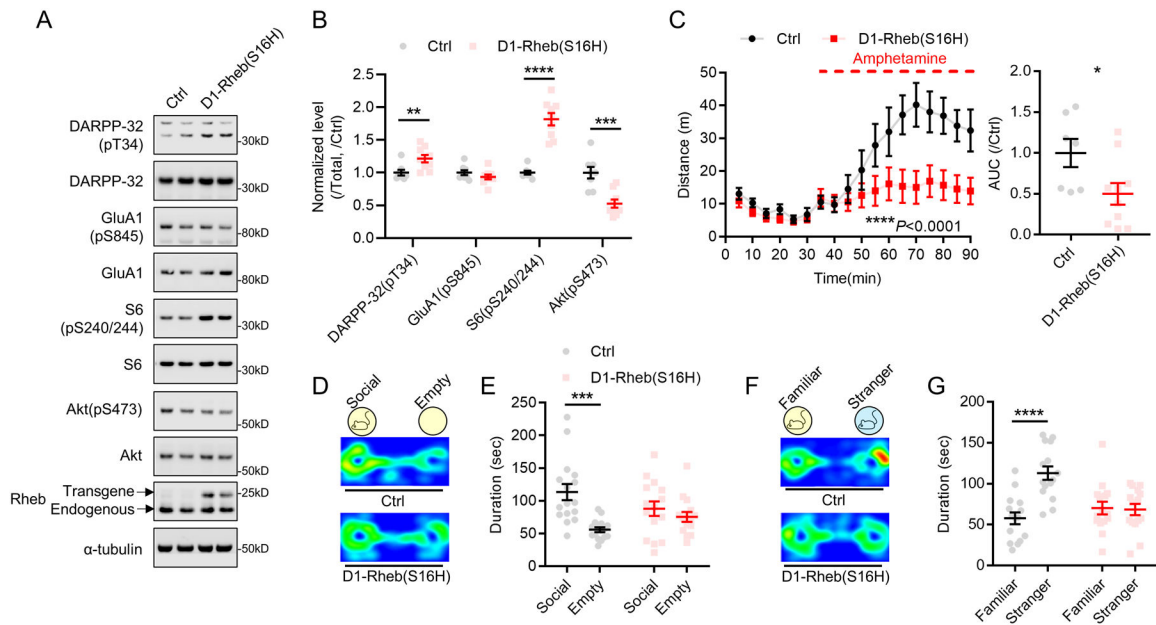 A
Ctrl
D1-Rheb(S16H)
DARPP-32
(pT34)
-30kD
DARPP-32
-30kD
GluA1
(pS845)
-80kD
GluA1
-80kD
S6
(pS240/244)
-30kD
S6
-30kD
Akt(pS473)
-50kD
Akt
-50kD
Rheb
Transgene
-25kD
Endogenous
α-tubulin
-50kD
B
Ctrl
D1-Rheb(S16H)
Normalized level
(/Total, /Ctrl)
2.5
2.0
1.5
1.0
0.5
0.0
**
****
***
DARPP-32(pT34)
GluA1(pS845)
S6(pS240/244)
Akt(pS473)
C
Ctrl
D1-Rheb(S16H)
Amphetamine
Distance (m)
50
40
30
20
10
0
****P<0.0001
0 10 20 30 40 50 60 70 80 90
Time(min)
AUC (/Ctrl)
2.0
1.5
1.0
0.5
0.0
*
Ctrl
D1-Rheb(S16H)
D
Social
Empty
Ctrl
D1-Rheb(S16H)
E
Ctrl
D1-Rheb(S16H)
Duration (sec)
250
200
150
100
50
0
***
Social
Empty
Social
Empty
F
Familiar
Stranger
Ctrl
D1-Rheb(S16H)
G
Duration (sec)
200
150
100
50
0
****
Familiar
Stranger
Familiar
Stranger